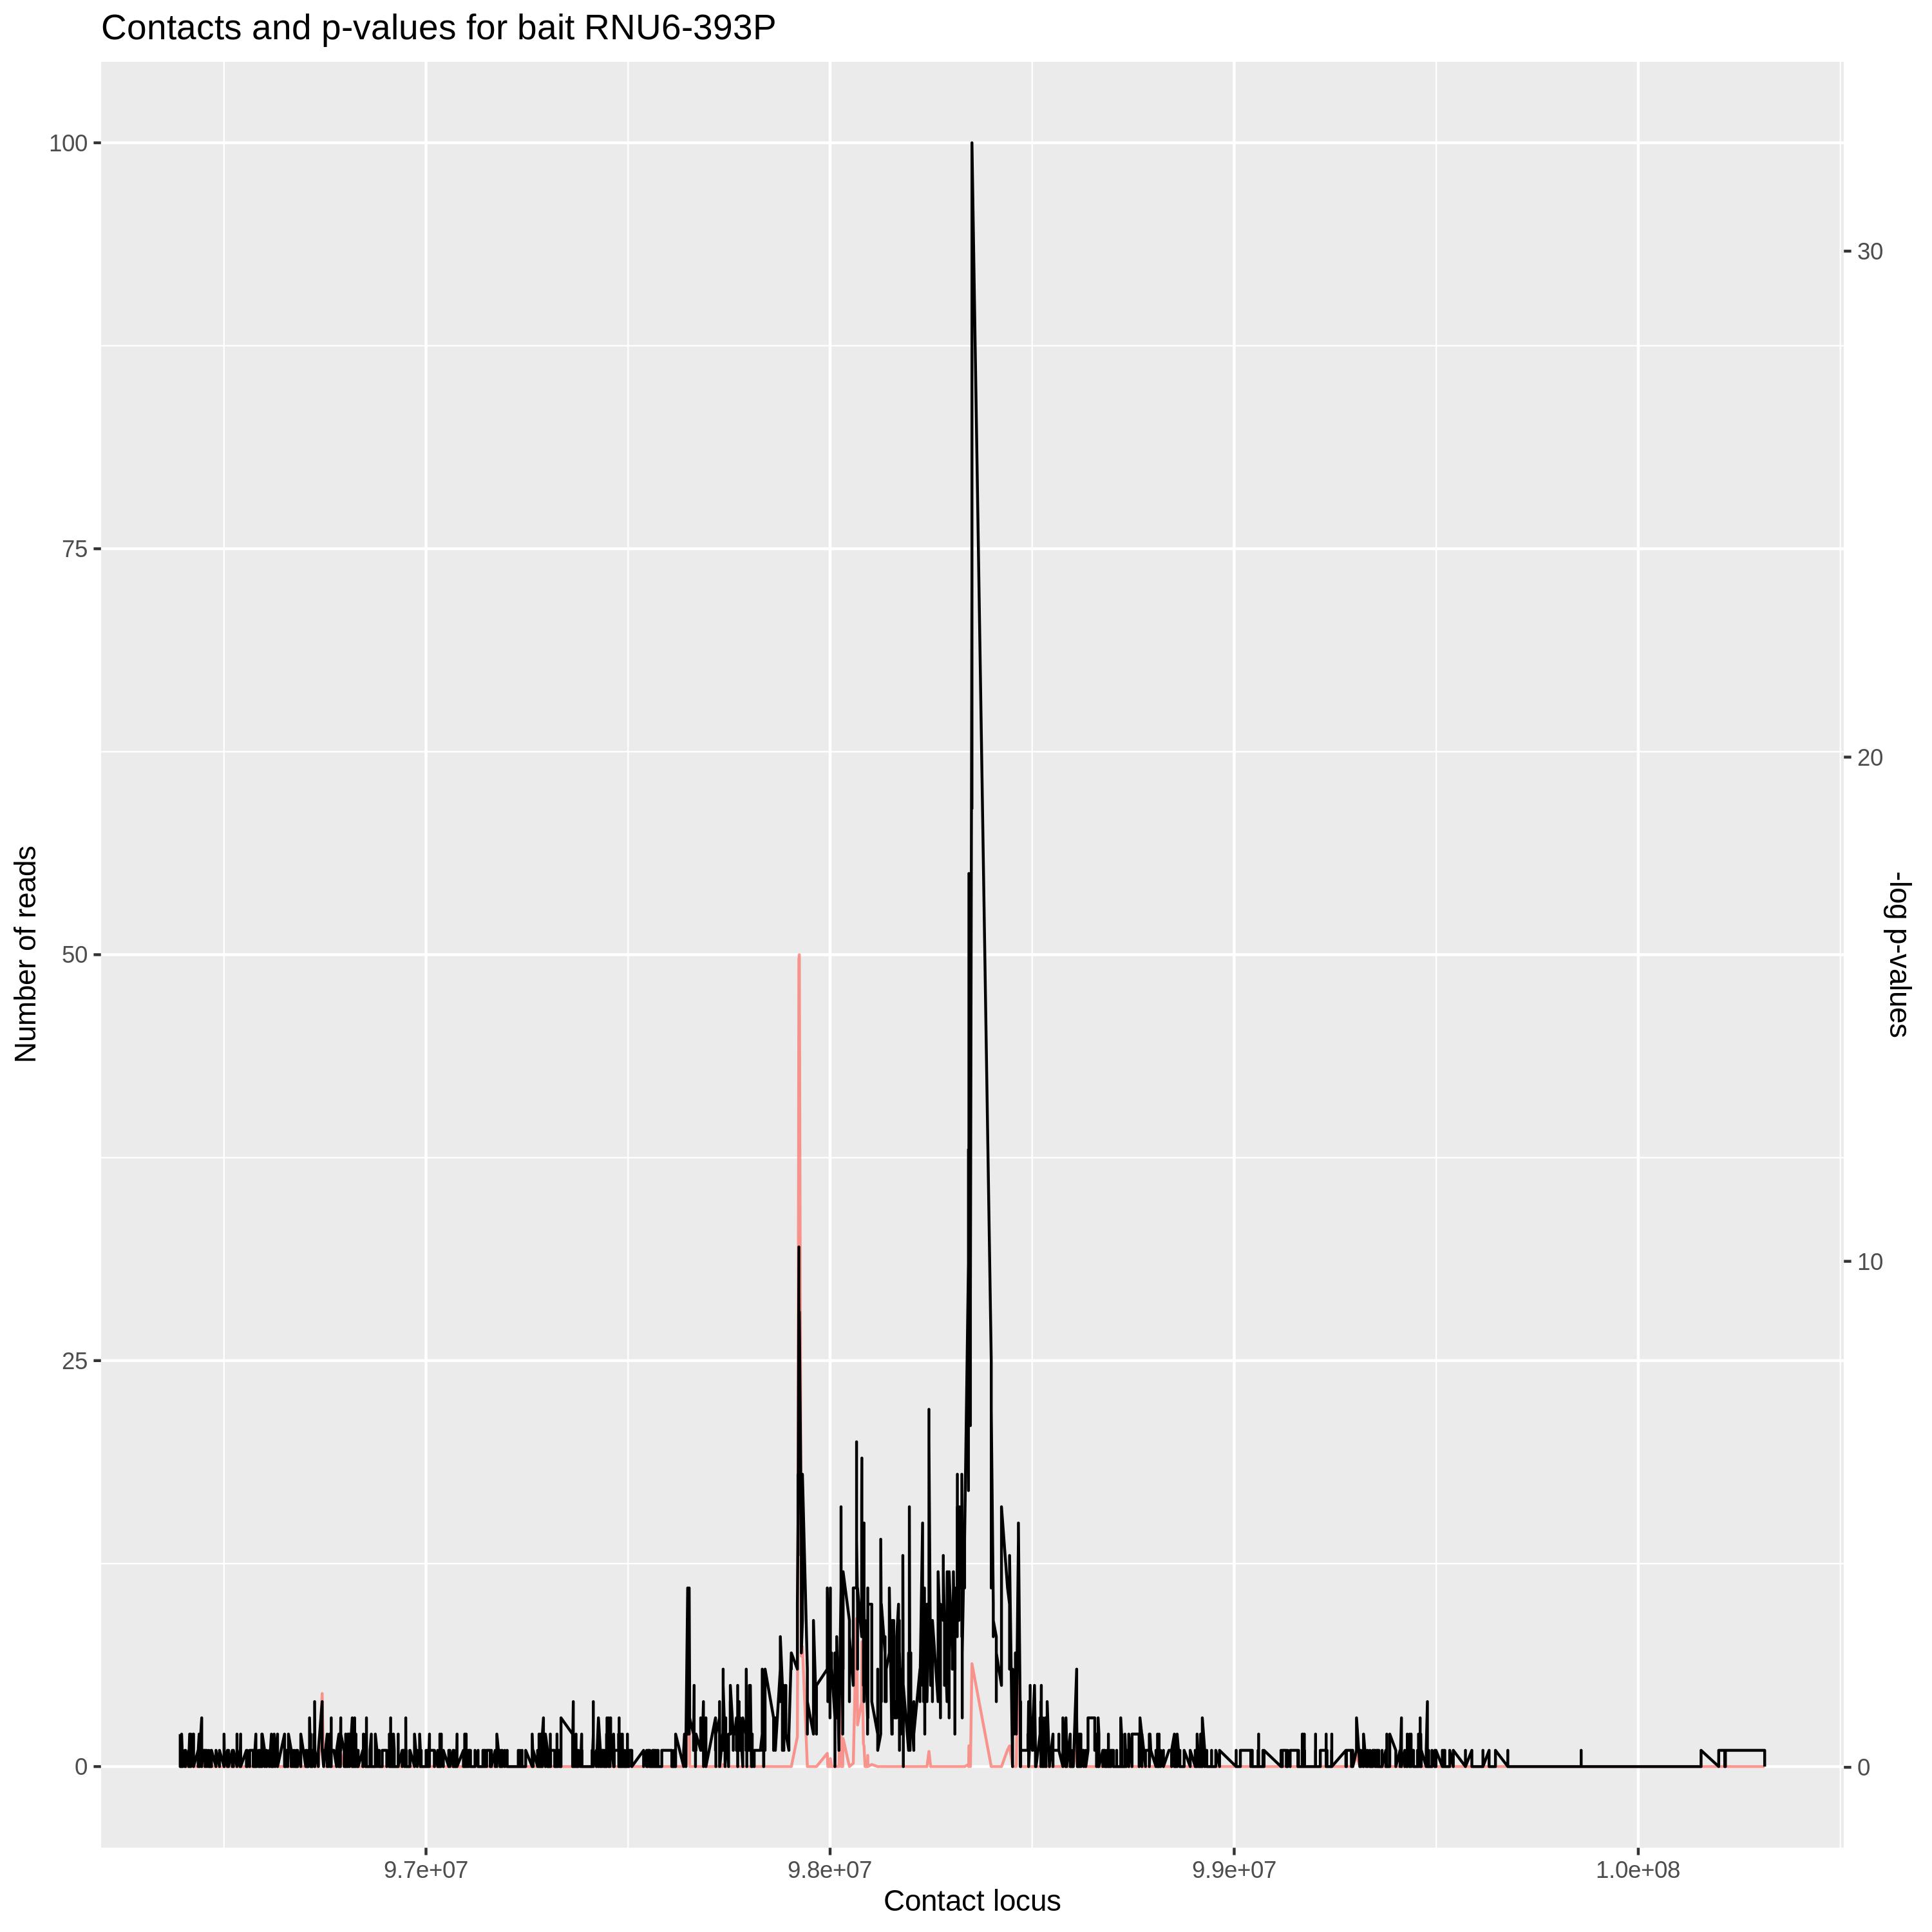 Contacts and p-values for bait RNU6-393P
100
75
50
25
0
Number of reads
30
20
10
0
-log p-values
9.7e+07
9.8e+07
9.9e+07
1.0e+08
Contact locus